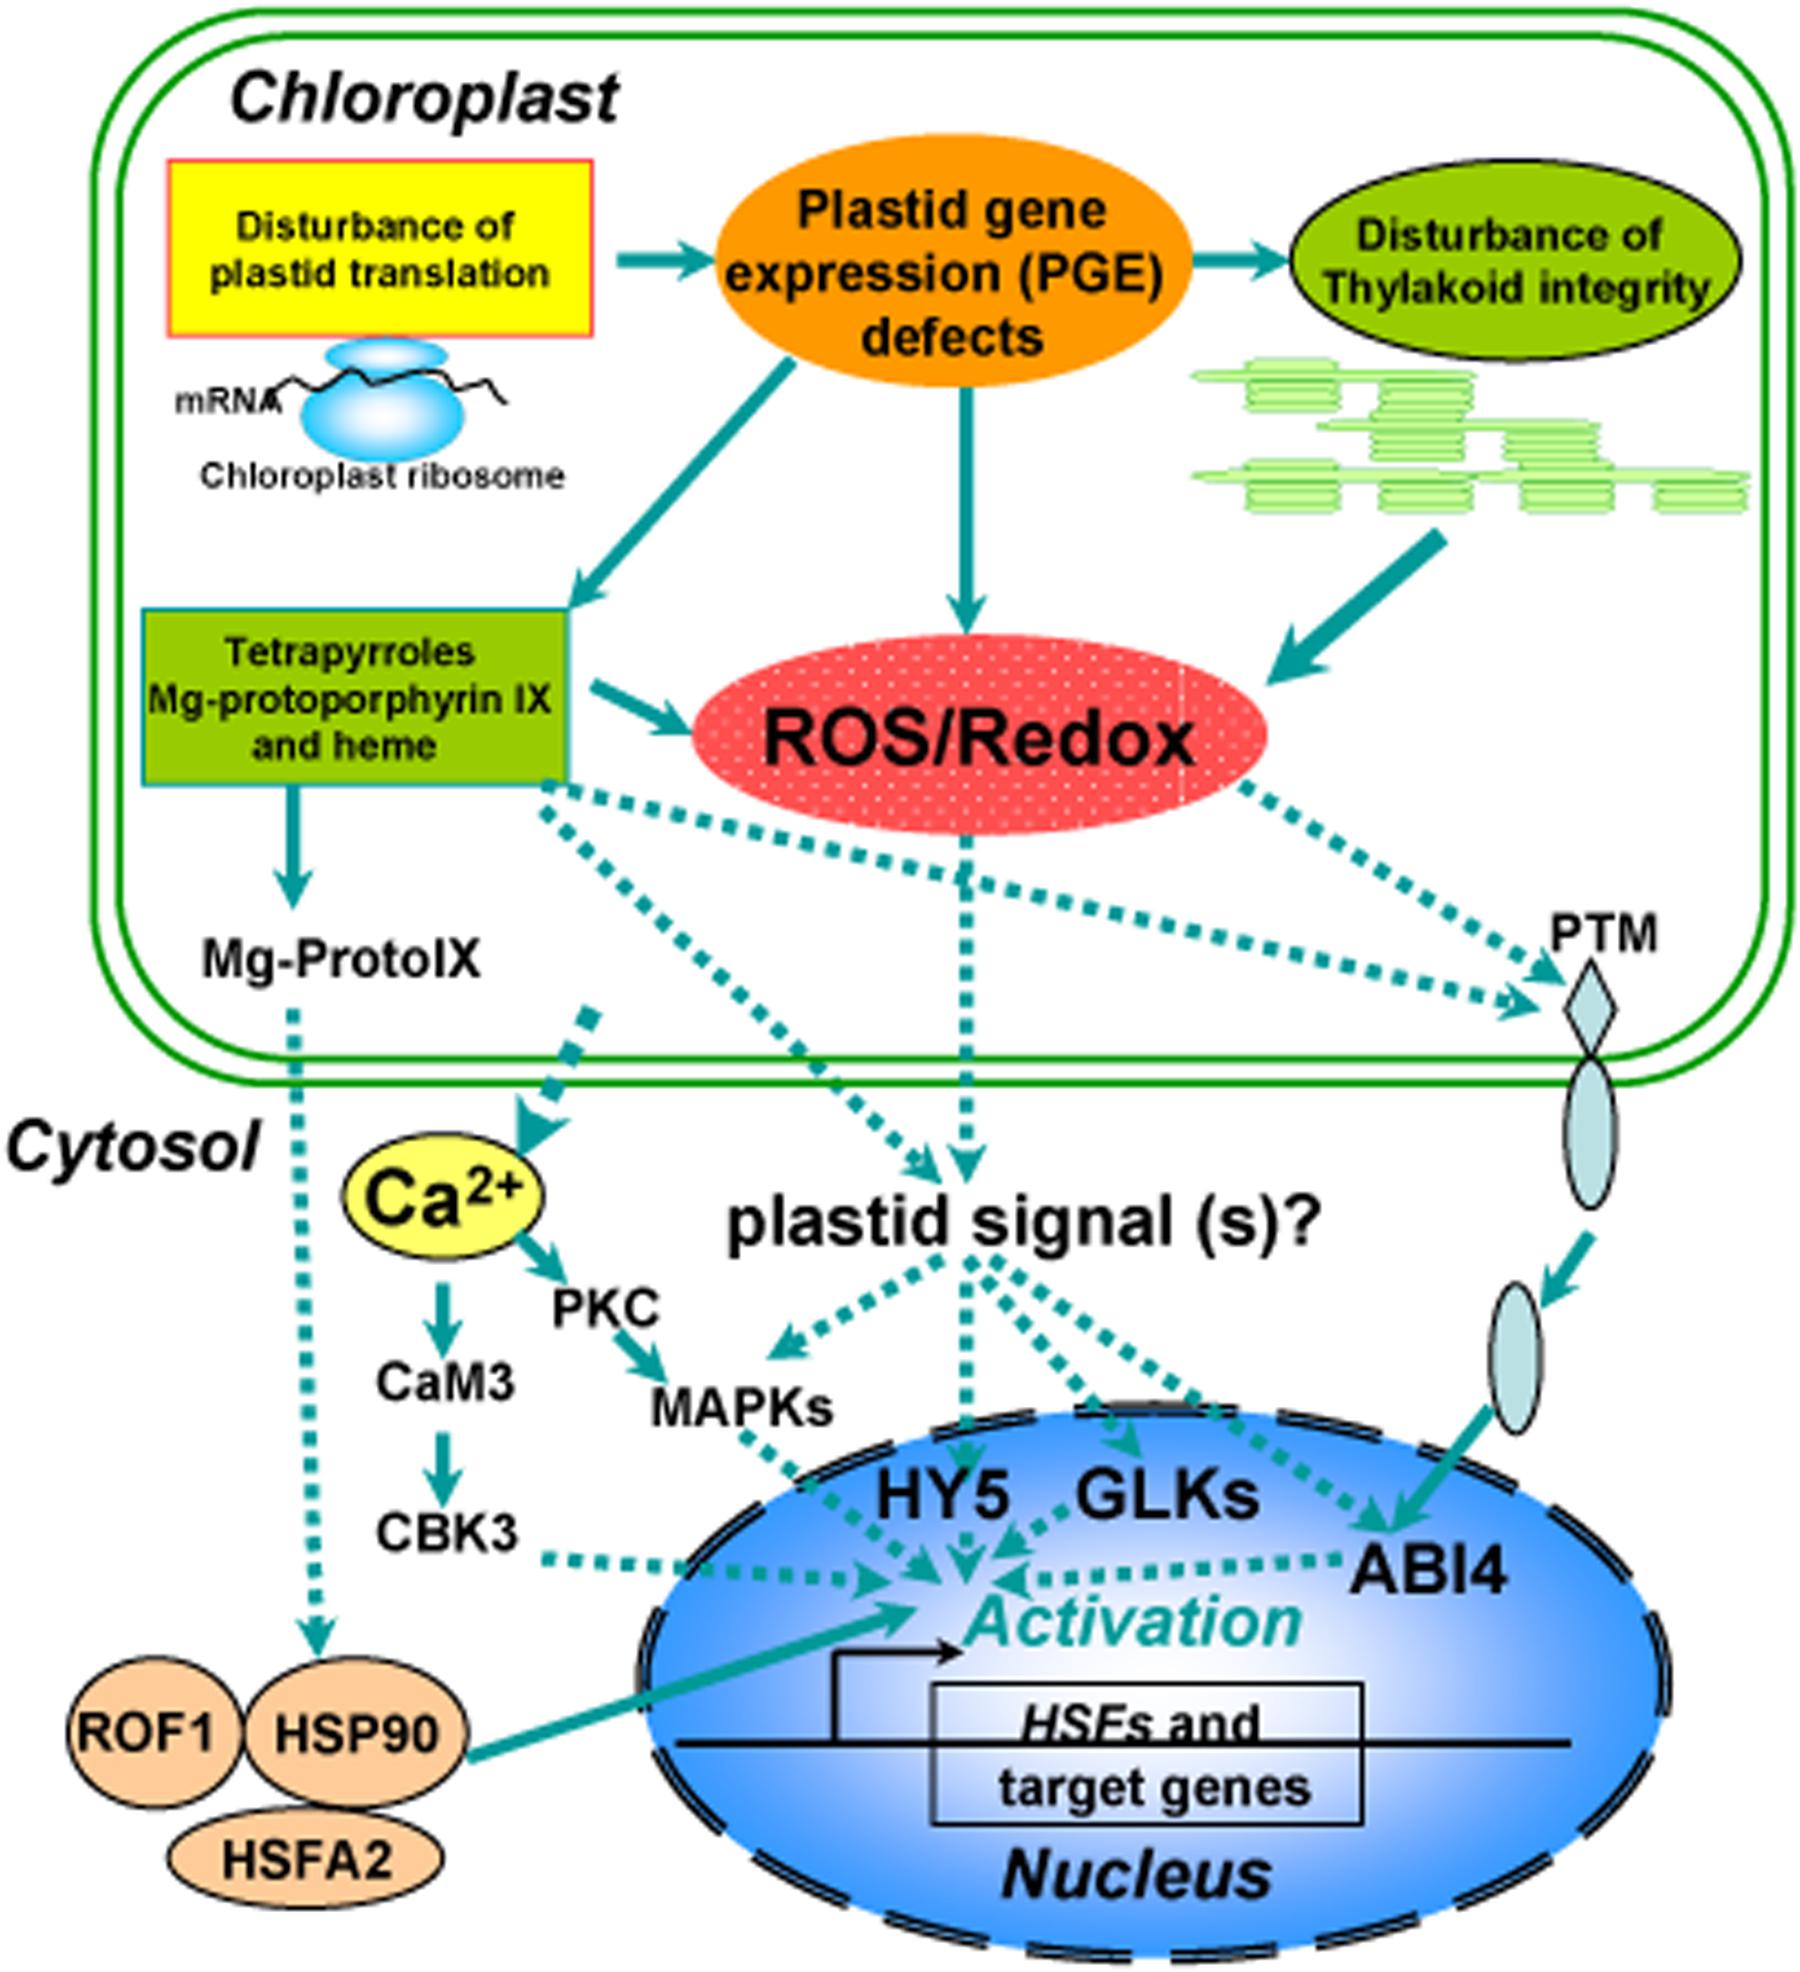 Chloroplast
Disturbance of
plastid translation
Plastid gene
expression (PGE)
defects
Disturbance of
Thylakoid integrity
mRNA
Chloroplast ribosome
Tetrapyrroles
Mg-protoporphyrin IX
and heme
ROS/Redox
Mg-ProtoIX
PTM
Cytosol
Ca2+
plastid signal (s)?
PKC
CaM3
MAPKs
CBK3
HY5
GLKs
ABI4
Activation
ROF1
HSP90
HSFA2
HSFs and
target genes
Nucleus